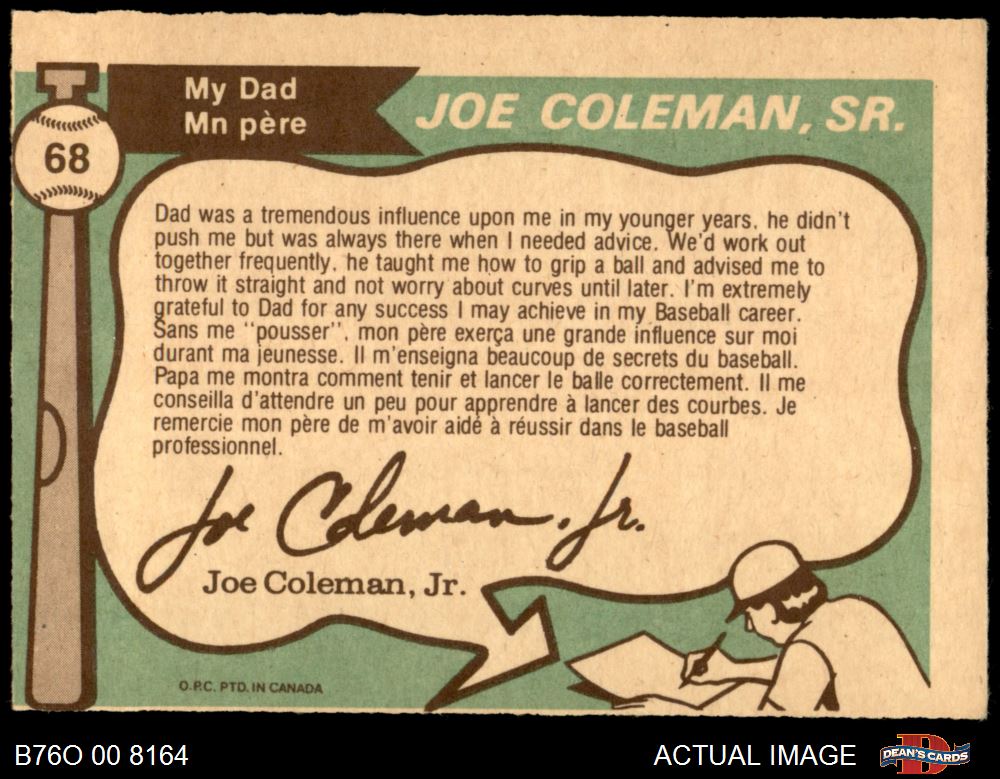 My Dad
Mn père
JOE COLEMAN, SR.
68
Dad was a tremendous influence upon me in my younger years. he didn't
push me but was always there when I needed advice. We'd work out
together frequently. he taught me how to grip a ball and advised me to
throw it straight and not worry about curves until later. I'm extremely
grateful to Dad for any success I may achieve in my Baseball career.
Sans me "pousser". mon père exerça une grande influence sur moi
durant ma jeunesse. Il m'enseigna beaucoup de secrets du baseball.
Papa me montra comment tenir et lancer le balle correctement. Il me
conseilla d'attendre un peu pour apprendre à lancer des courbes. Je
remercie mon père de m'avoir aidé à réussir dans le baseball
professionnel.
Joe Coleman. Jr.
Joe Coleman, Jr.
O.P.C. PTD. IN CANADA
B76O 00 8164
ACTUAL IMAGE
DEAN'S CARDS